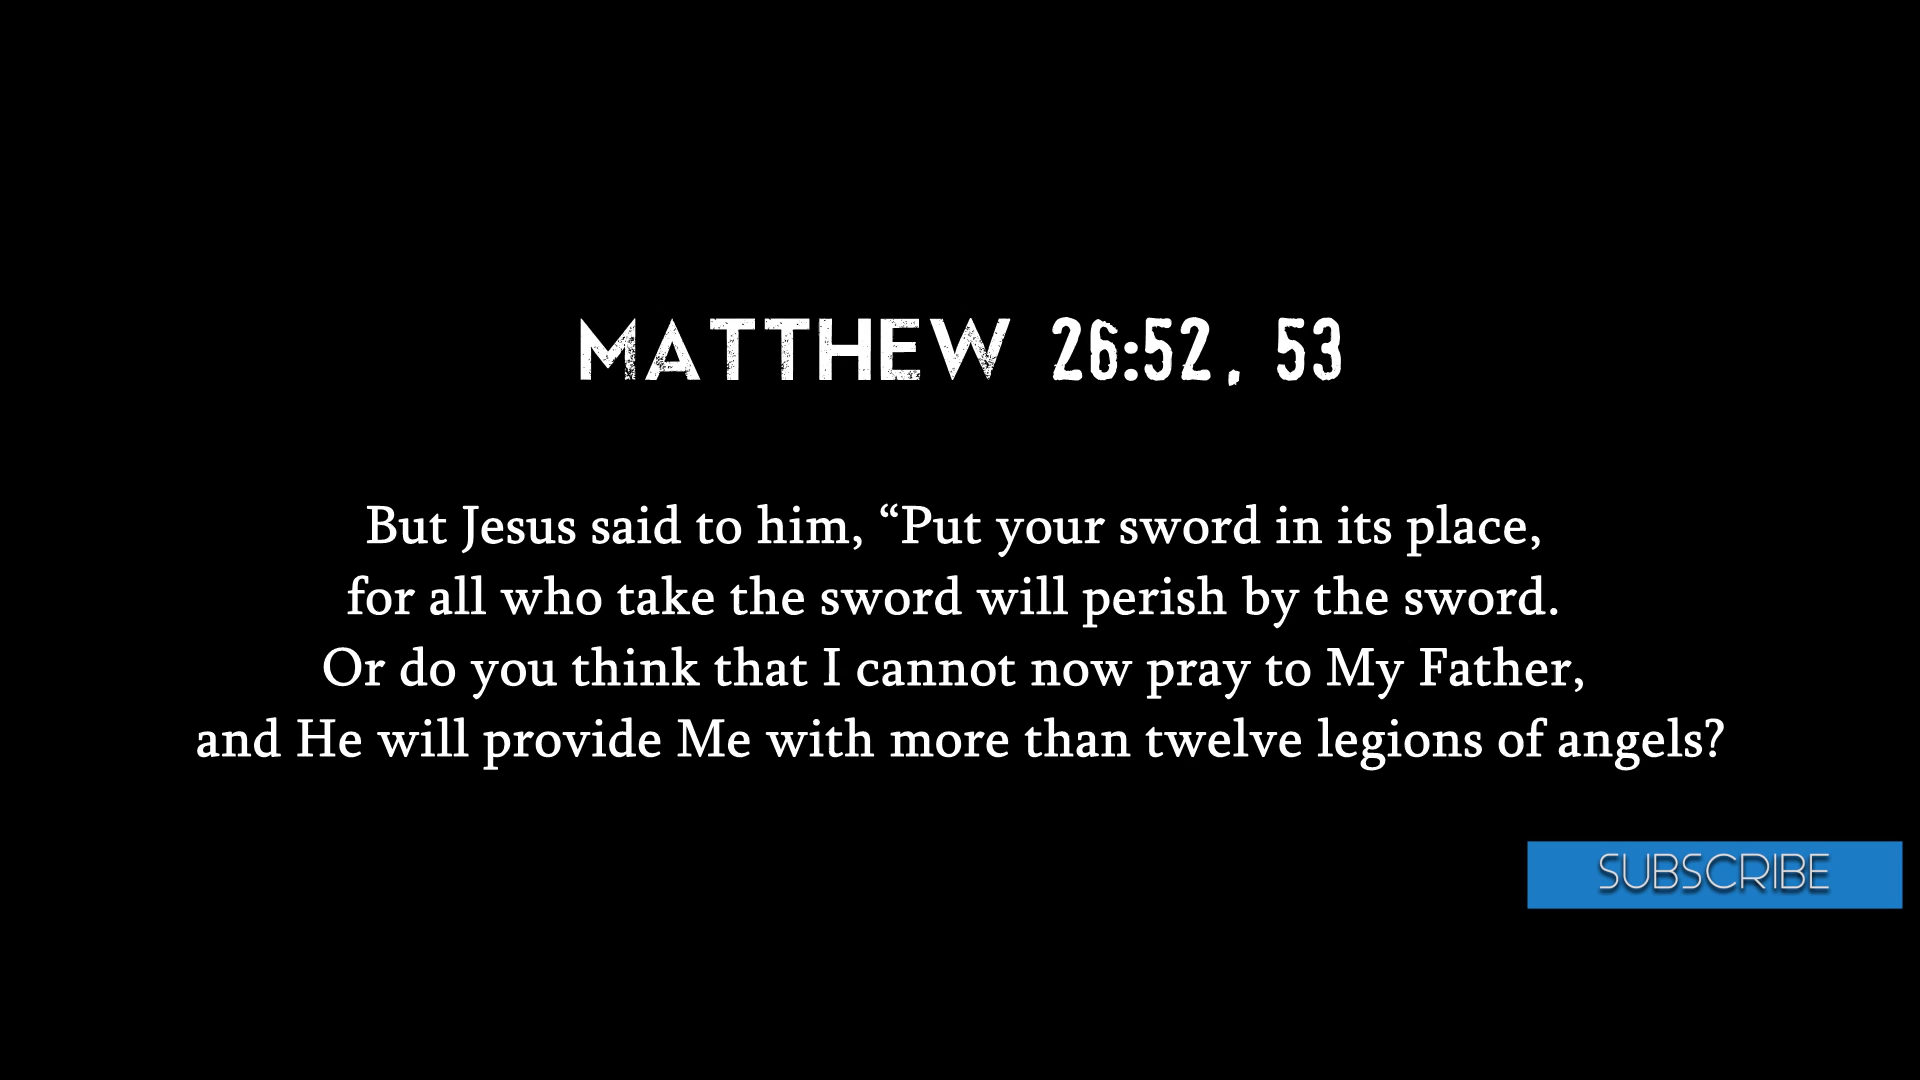 MATTHEW 26:52, 53
But Jesus said to him, “Put your sword in its place,
for all who take the sword will perish by the sword.
Or do you think that I cannot now pray to My Father,
and He will provide Me with more than twelve legions of angels?
SUBSCRIBE